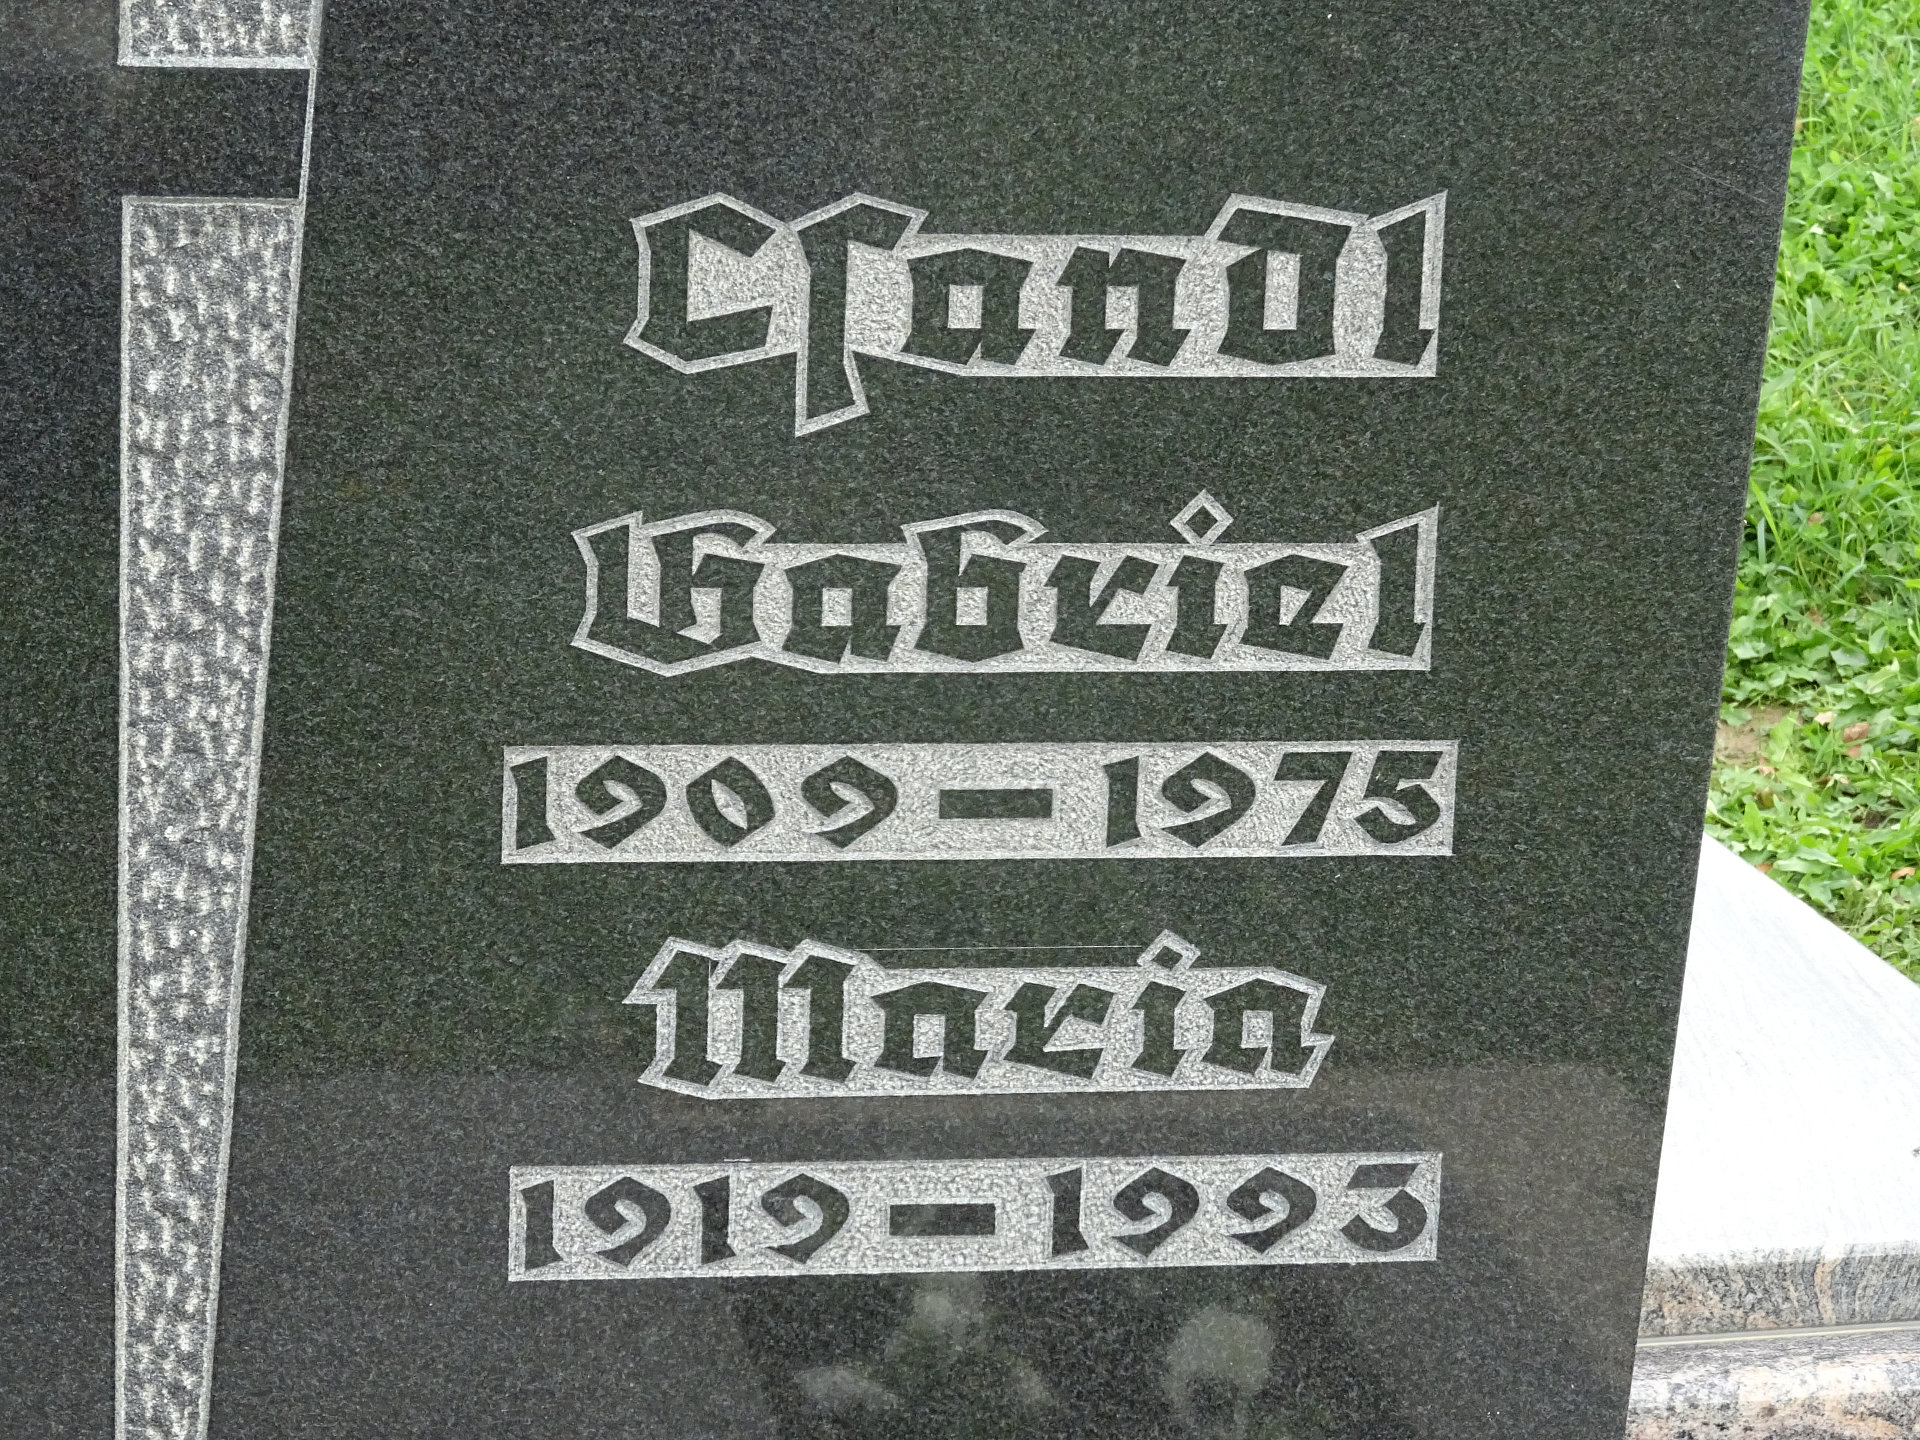 Csandl
Gabriel
1909 – 1975
Maria
1919 – 1993